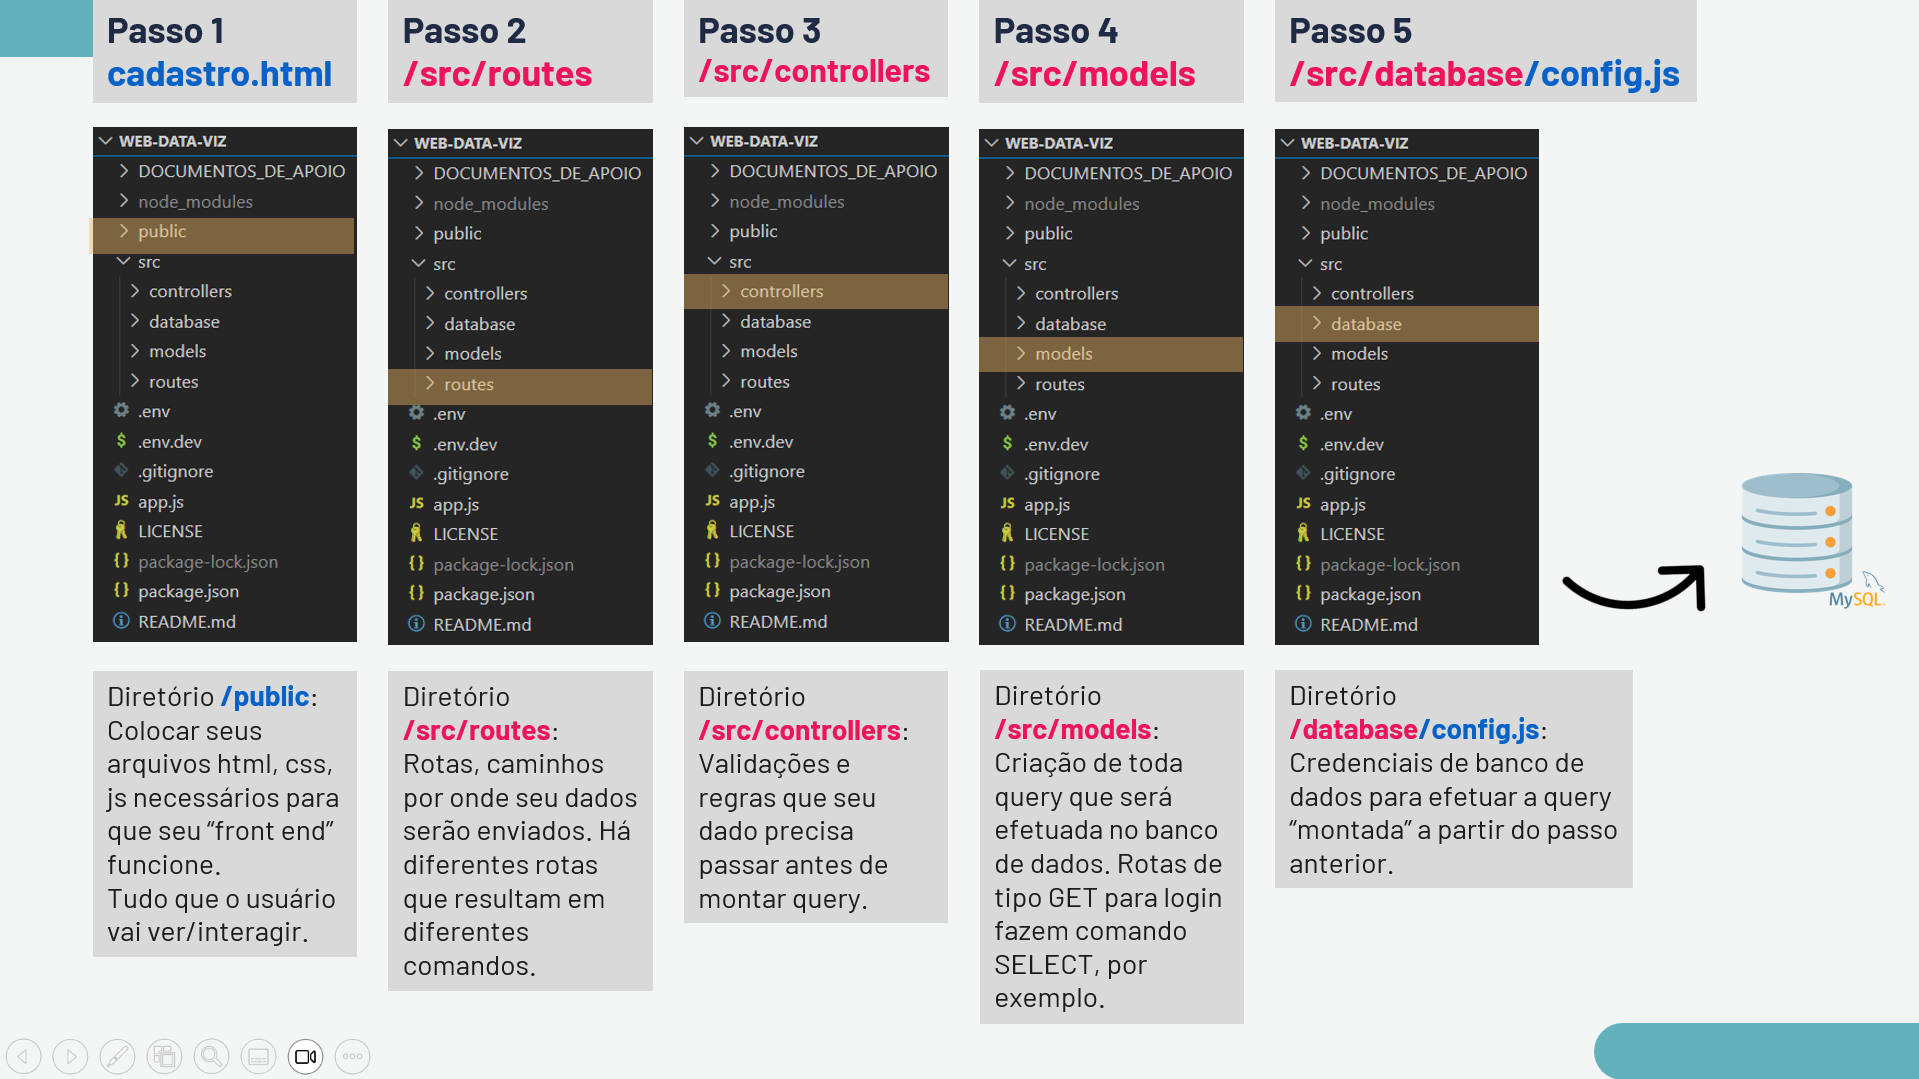 Passo 1
cadastro.html
WEB-DATA-VIZ
DOCUMENTOS_DE_APOIO
node_modules
public
src
controllers
database
models
routes
.env
.env.dev
.gitignore
app.js
LICENSE
package-lock.json
package.json
README.md
Diretório /public:
Colocar seus
arquivos html, css,
js necessários para
que seu “front end”
funcione.
Tudo que o usuário
vai ver/interagir.
Passo 2
/src/routes
WEB-DATA-VIZ
DOCUMENTOS_DE_APOIO
node_modules
public
src
controllers
database
models
routes
.env
.env.dev
.gitignore
app.js
LICENSE
package-lock.json
package.json
README.md
Diretório
/src/routes:
Rotas, caminhos
por onde seu dados
serão enviados. Há
diferentes rotas
que resultam em
diferentes
comandos.
Passo 3
/src/controllers
WEB-DATA-VIZ
DOCUMENTOS_DE_APOIO
node_modules
public
src
controllers
database
models
routes
.env
.env.dev
.gitignore
app.js
LICENSE
package-lock.json
package.json
README.md
Diretório
/src/controllers:
Validações e
regras que seu
dado precisa
passar antes de
montar query.
Passo 4
/src/models
WEB-DATA-VIZ
DOCUMENTOS_DE_APOIO
node_modules
public
src
controllers
database
models
routes
.env
.env.dev
.gitignore
app.js
LICENSE
package-lock.json
package.json
README.md
Diretório
/src/models:
Criação de toda
query que será
efetuada no banco
de dados. Rotas de
tipo GET para login
fazem comando
SELECT, por
exemplo.
Passo 5
/src/database/config.js
WEB-DATA-VIZ
DOCUMENTOS_DE_APOIO
node_modules
public
src
controllers
database
models
routes
.env
.env.dev
.gitignore
app.js
LICENSE
package-lock.json
package.json
README.md
Diretório
/database/config.js:
Credenciais de banco de
dados para efetuar a query
“montada” a partir do passo
anterior.
MySQL